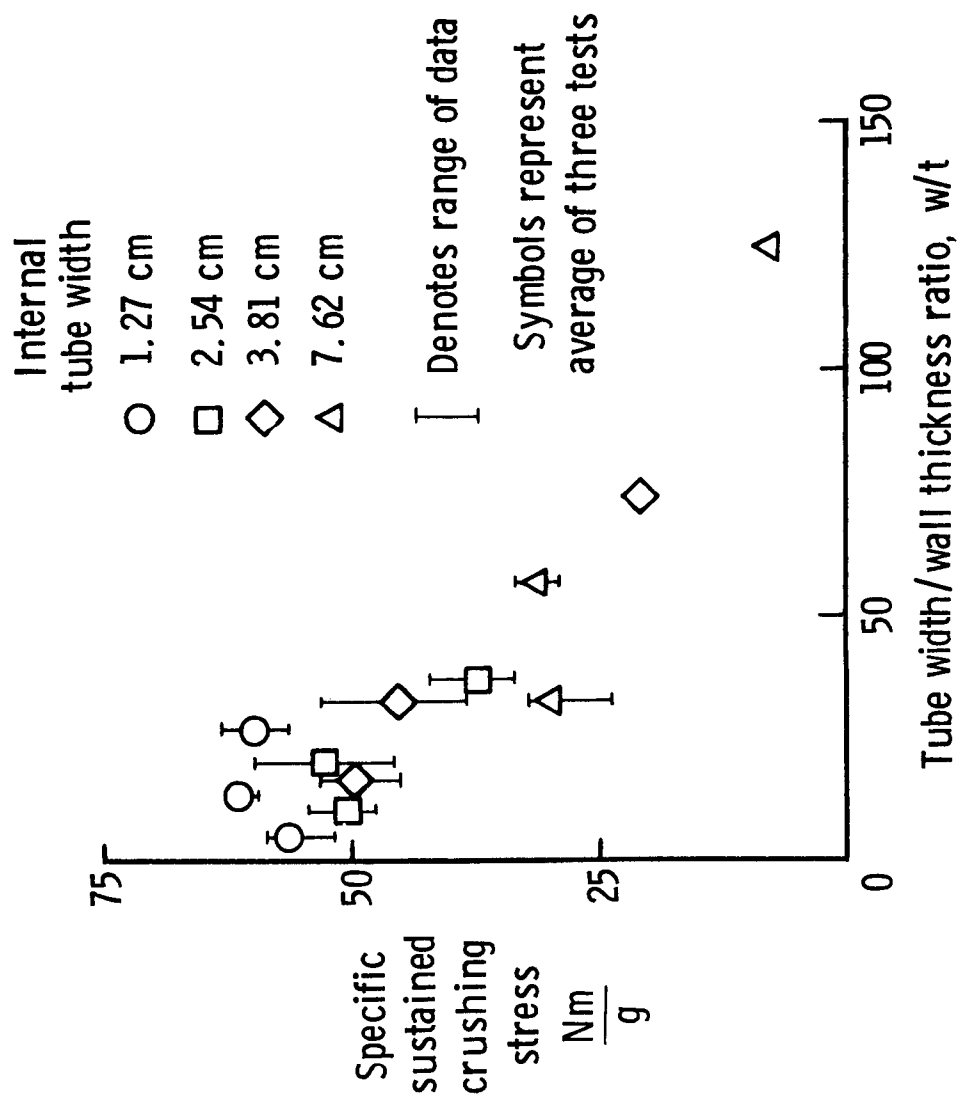 Internal
tube width
1.27 cm
2.54 cm
3.81 cm
7.62 cm
Denotes range of data
Symbols represent
average of three tests
Specific
sustained
crushing
stress
Nm
g
75
50
25
0
50
100
150
Tube width/wall thickness ratio, w/t